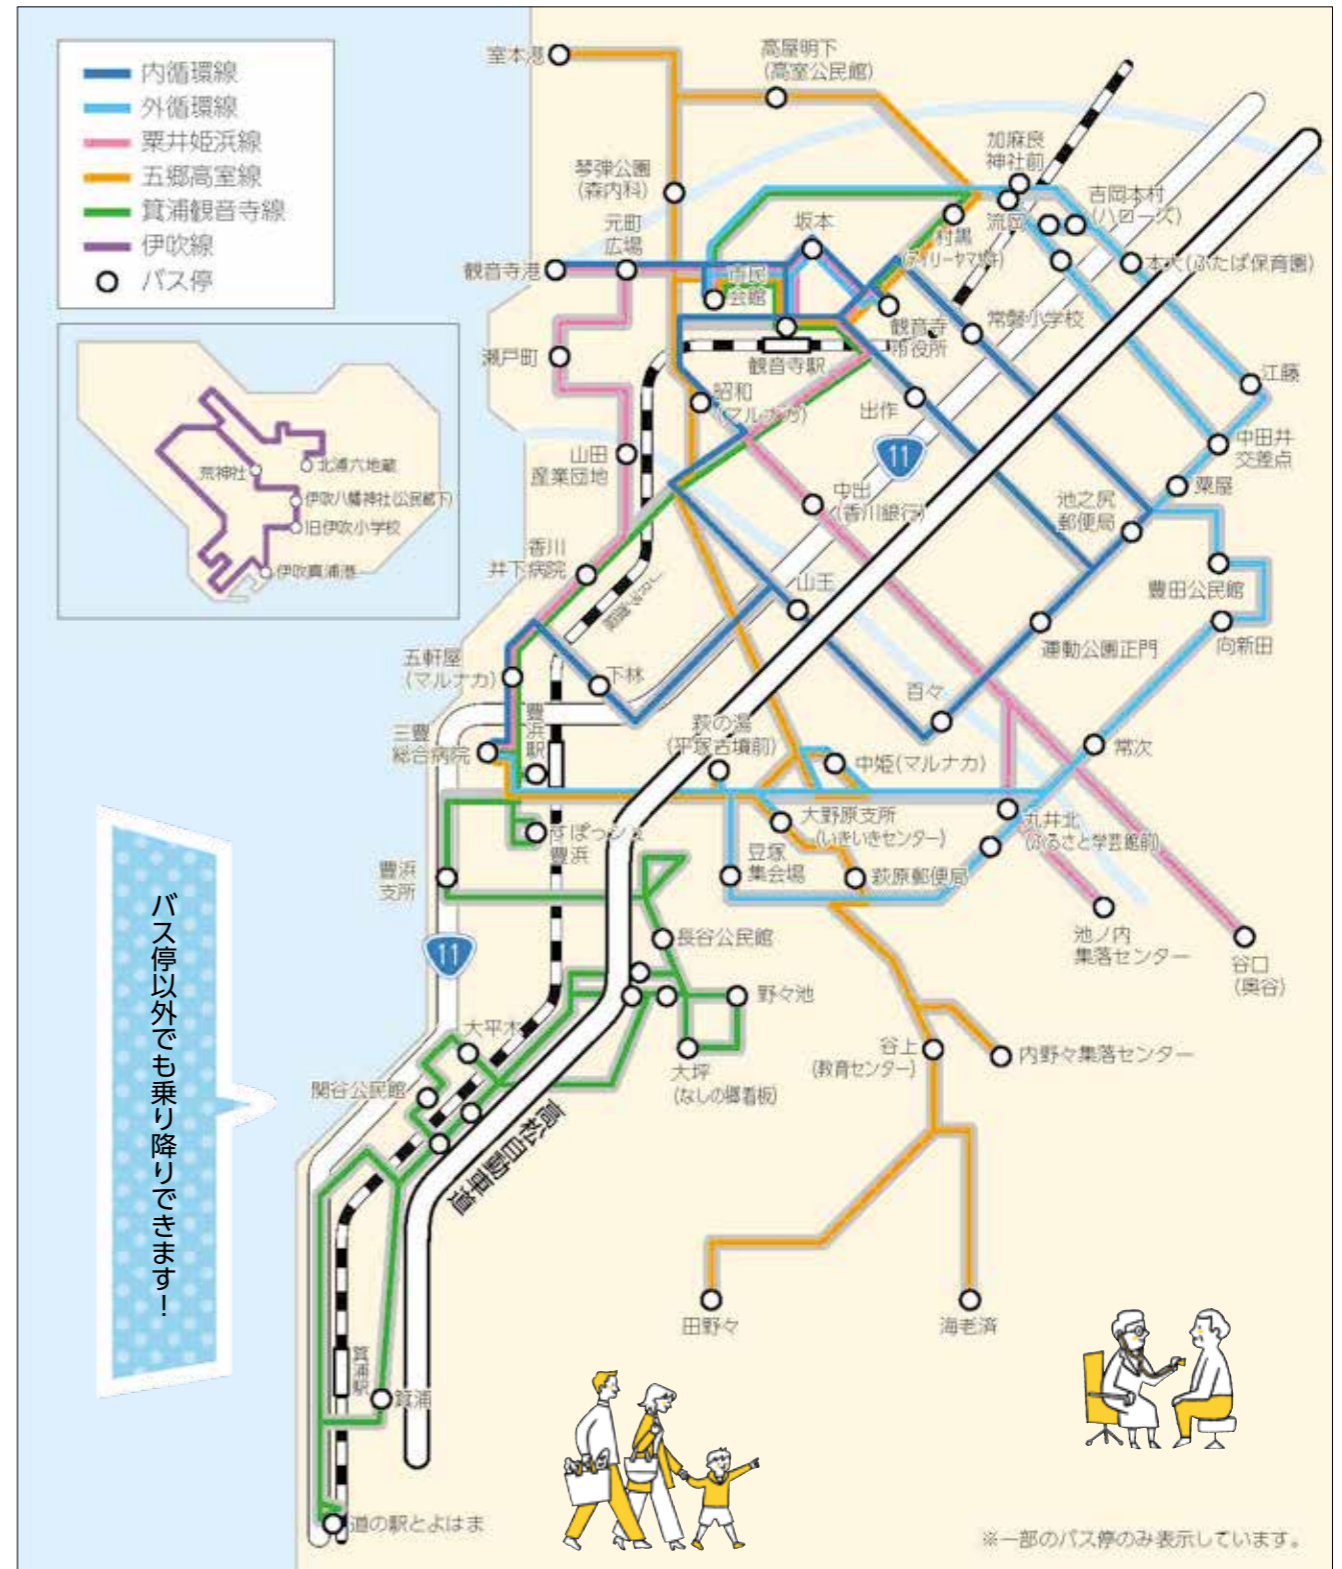 内循環線
外循環線
粟井姫浜線
五郷高室線
箕浦観音寺線
伊吹線
バス停
荒神社
北浦六地蔵
伊吹八幡神社(公民館下)
旧伊吹小学校
伊吹真浦港
室本港
高屋明下
(高室公民館)
加麻良
神社前
琴弾公園
(森内科)
吉岡本村
(ハローズ)
元町
広場
坂本
流岡
村黒
(デイリーヤマザキ)
本大(ふたば保育園)
観音寺港
市民
会館
観音寺
市役所
常磐小学校
瀬戸町
観音寺駅
江藤
昭和
(マルナカ)
出作
11
中田井
交差点
山田
産業団地
粟屋
中出
(香川銀行)
池之尻
郵便局
香川
井下病院
山王
豊田公民館
運動公園正門
向新田
五軒屋
(マルナカ)
下林
百々
豊浜駅
萩の湯
(平塚古墳前)
三豊
総合病院
中姫(マルナカ)
常次
大野原支所
(いきいきセンター)
丸井北
(ふるさと学芸館前)
すぽっシュ
豊浜
豆塚
集会場
萩原郵便局
豊浜
支所
池ノ内
集落センター
谷口
(奥谷)
長谷公民館
11
野々池
大平木
谷上
(教育センター)
内野々集落センター
大坪
(なしの郷看板)
関谷公民館
高松自動車道
バス停以外でも乗り降りできます!
田野々
海老済
箕浦駅
箕浦
道の駅とよはま
※一部のバス停のみ表示しています。